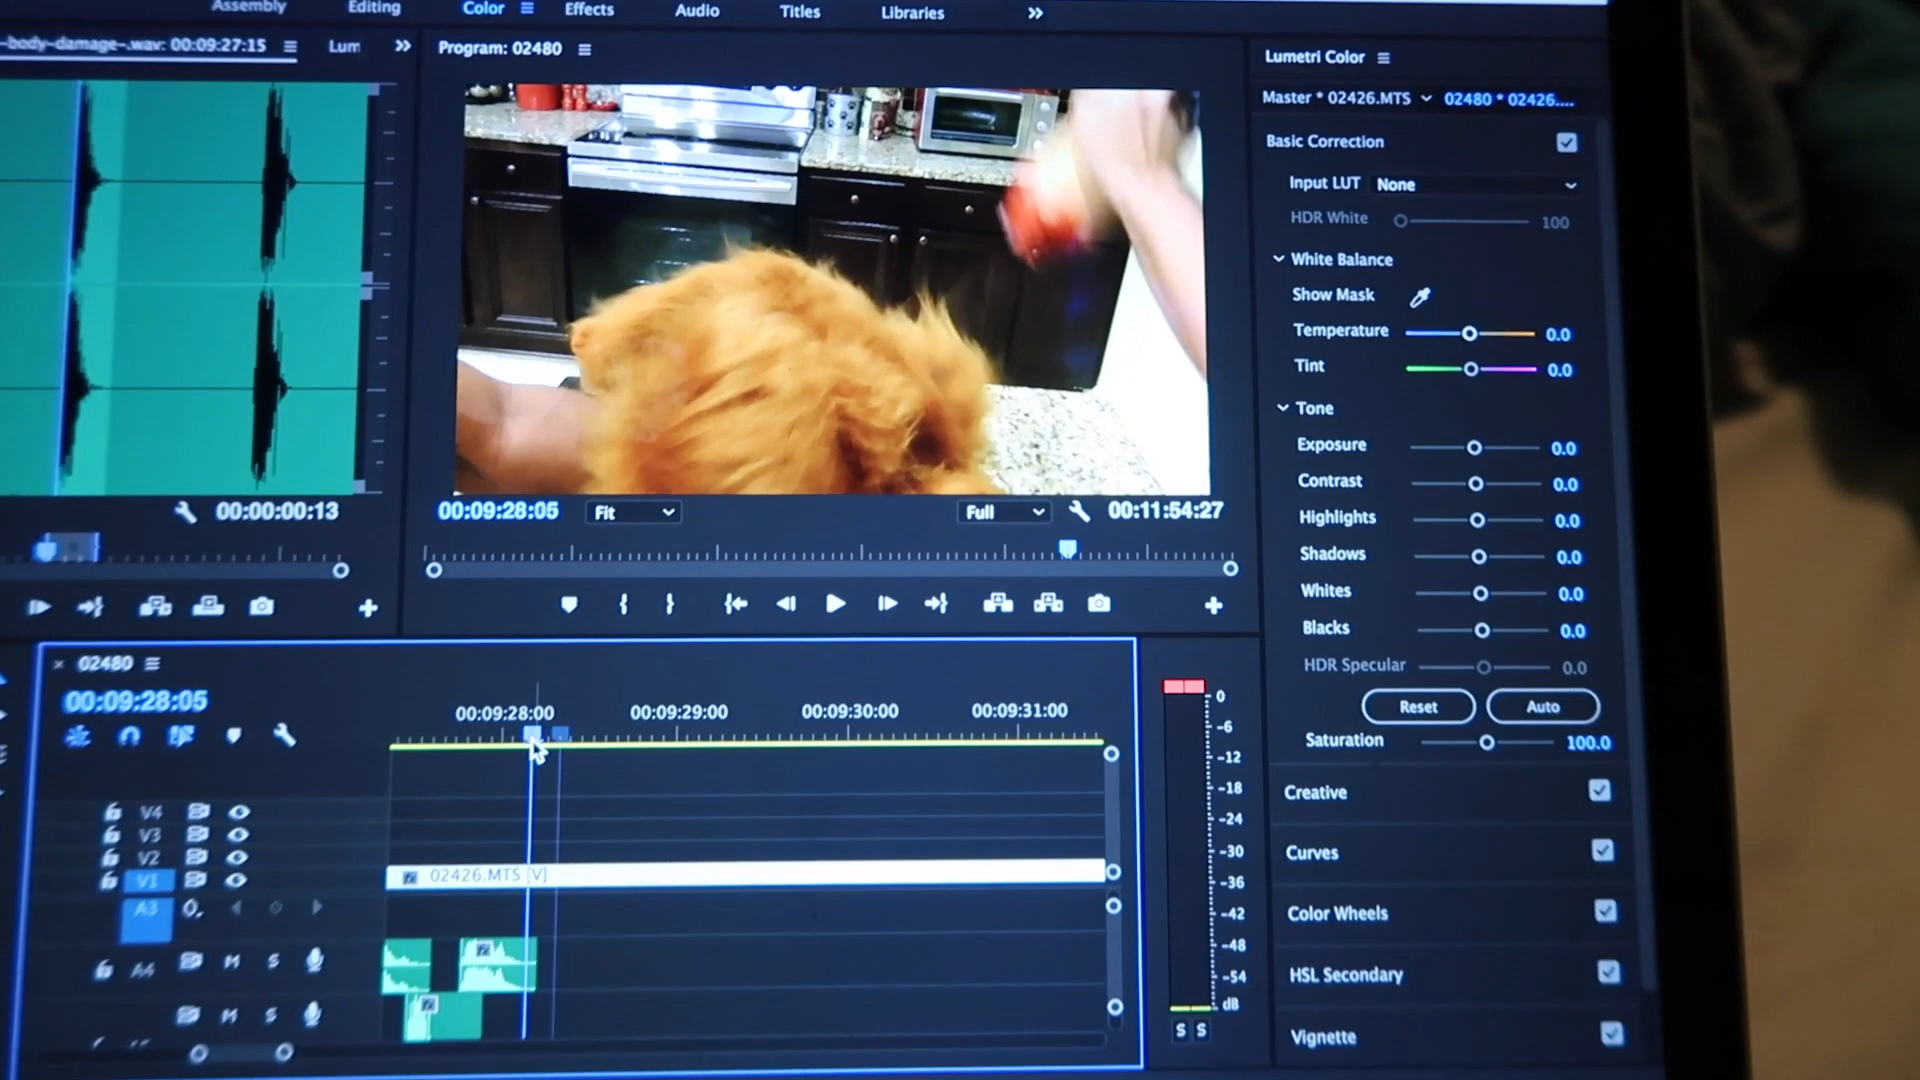 Assembly
Editing
Color
Effects
Audio
Titles
Libraries
-body-damage-.wav: 00:09:27:15
Lum
Program: 02480
Lumetri Color
Master * 02426.MTS
02480 * 02426....
Basic Correction
Input LUT
None
HDR White
100
White Balance
Show Mask
Temperature
0.0
Tint
0.0
Tone
Exposure
0.0
Contrast
0.0
Highlights
0.0
Shadows
0.0
Whites
0.0
Blacks
0.0
HDR Specular
0.0
Reset
Auto
Saturation
100.0
Creative
Curves
Color Wheels
HSL Secondary
Vignette
00:00:00:13
00:09:28:05
Fit
Full
00:11:54:27
02480
00:09:28:05
00:09:28:00
00:09:29:00
00:09:30:00
00:09:31:00
V4
V3
V2
V1
02426.MTS [V]
A3
A4
M
S
M
S
0
-6
-12
-18
-24
-30
-36
-42
-48
-54
dB
S
S